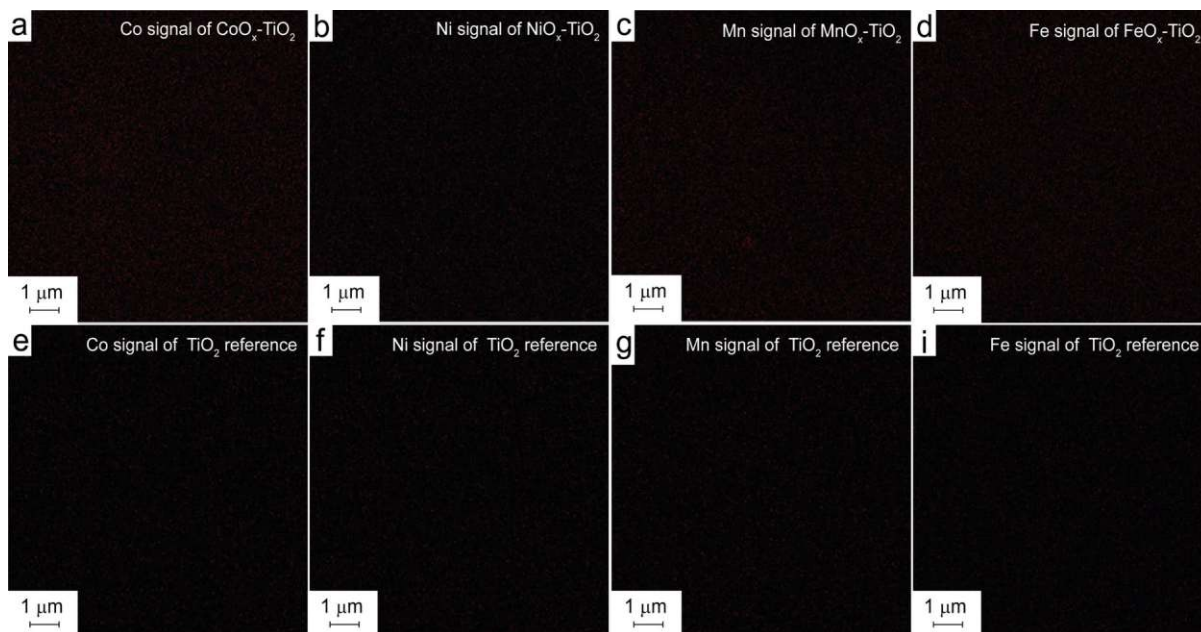 a Co signal of CoOₓ-TiO₂
b Ni signal of NiOₓ-TiO₂
c Mn signal of MnOₓ-TiO₂
d Fe signal of FeOₓ-TiO₂
1 μm
1 μm
1 μm
1 μm
e Co signal of TiO₂ reference
f Ni signal of TiO₂ reference
g Mn signal of TiO₂ reference
i Fe signal of TiO₂ reference
1 μm
1 μm
1 μm
1 μm